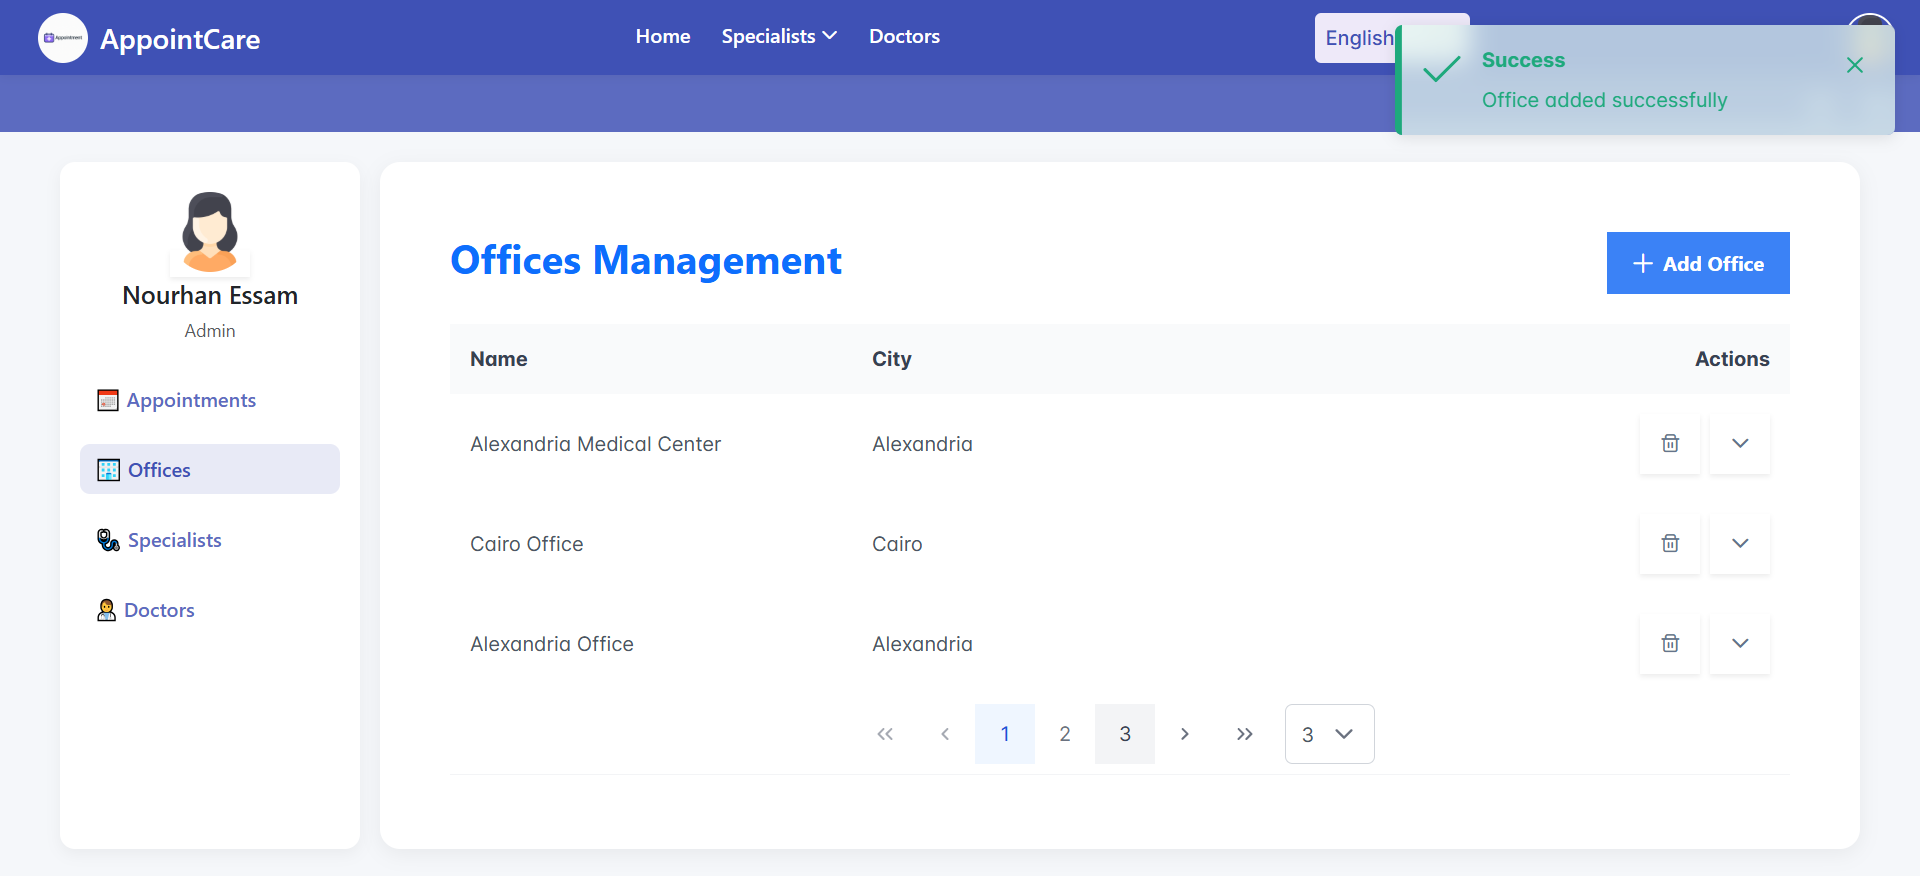 Appointment
AppointCare
Home
Specialists
Doctors
English
Success
Office added successfully
Nourhan Essam
Admin
Appointments
Offices
Specialists
Doctors
Offices Management
Add Office
Name City Actions
Alexandria Medical Center Alexandria
Cairo Office Cairo
Alexandria Office Alexandria
1 2 3 3